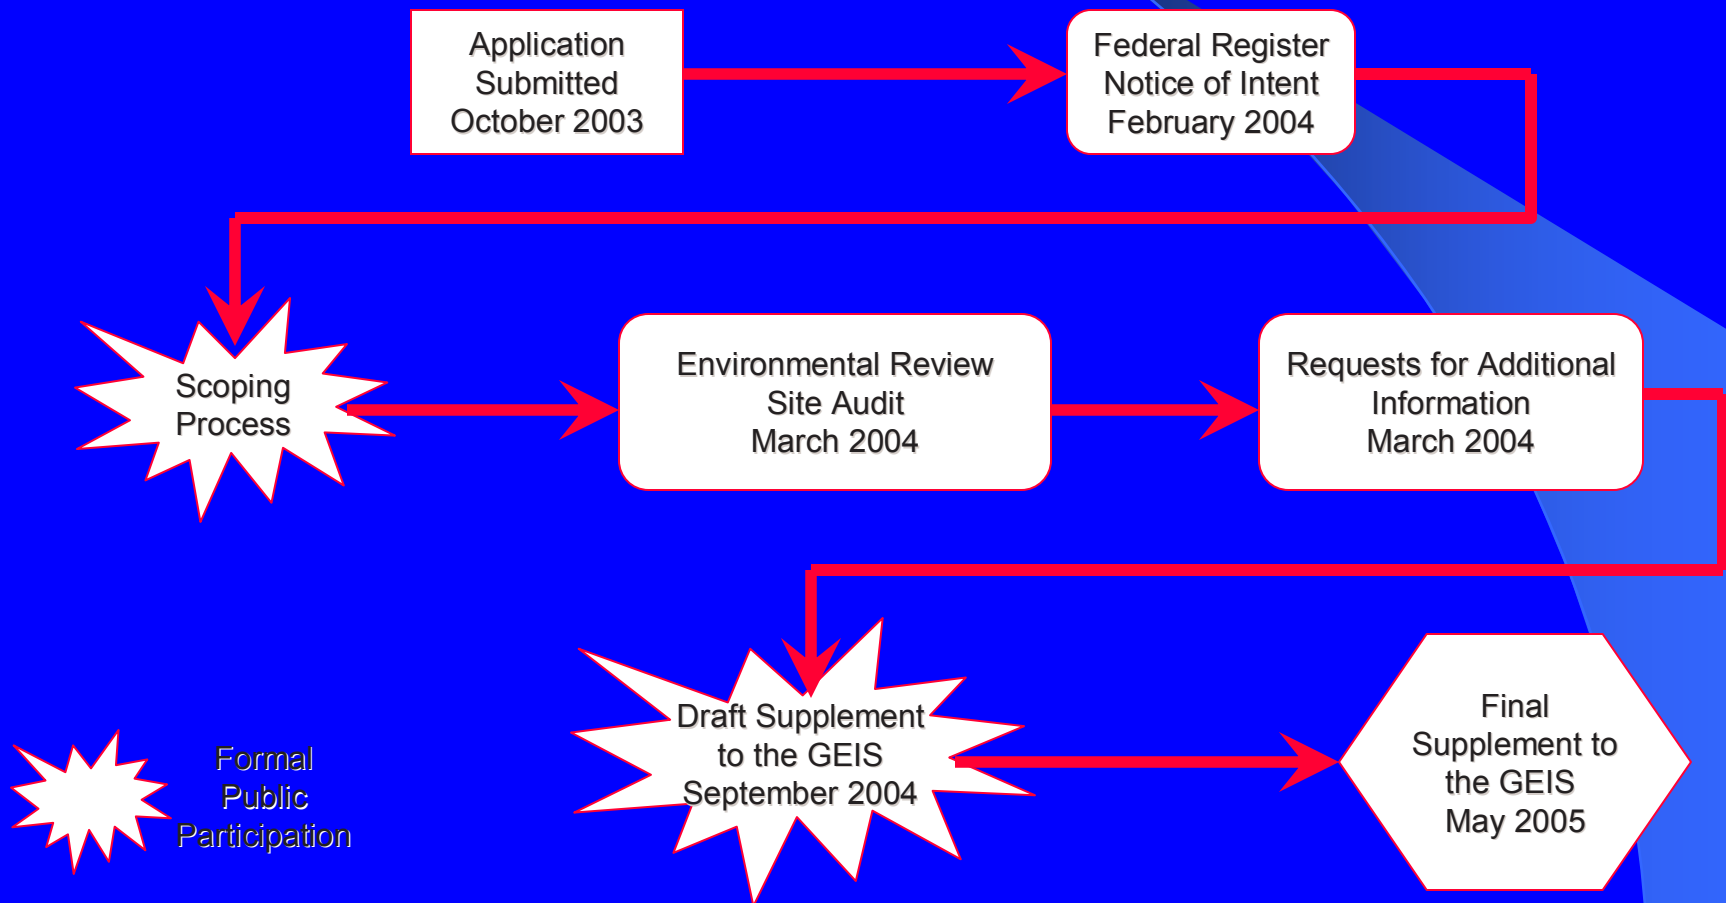 Application
Submitted
October 2003
Federal Register
Notice of Intent
February 2004
Scoping
Process
Environmental Review
Site Audit
March 2004
Requests for Additional
Information
March 2004
Draft Supplement
to the GEIS
September 2004
Final
Supplement to
the GEIS
May 2005
Formal
Public
Participation